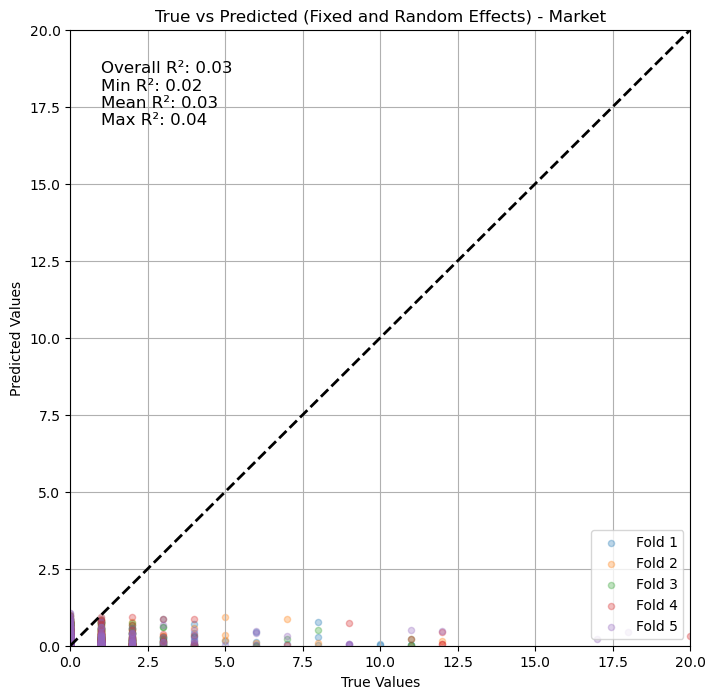 True vs Predicted (Fixed and Random Effects) - Market
20.0
17.5
15.0
12.5
10.0
7.5
5.0
2.5
0.0
Predicted Values
Overall R²: 0.03
Min R²: 0.02
Mean R²: 0.03
Max R²: 0.04
Fold 1
Fold 2
Fold 3
Fold 4
Fold 5
0.0 2.5 5.0 7.5 10.0 12.5 15.0 17.5 20.0
True Values